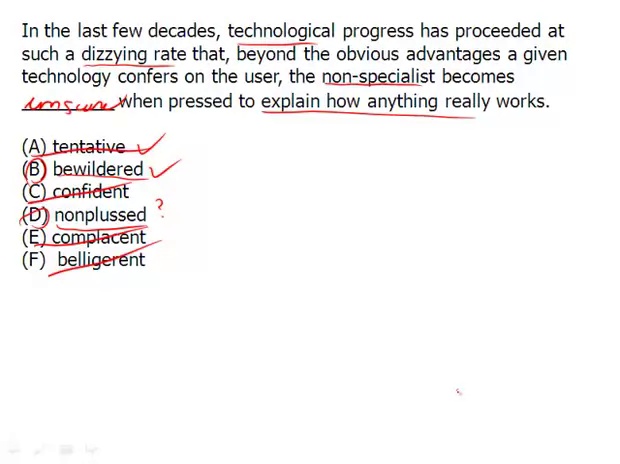 In the last few decades, technological progress has proceeded at
such a dizzying rate that, beyond the obvious advantages a given
technology confers on the user, the non-specialist becomes
unsure when pressed to explain how anything really works.
(A) tentative
(B) bewildered
(C) confident
(D) nonplussed ?
(E) complacent
(F) belligerent